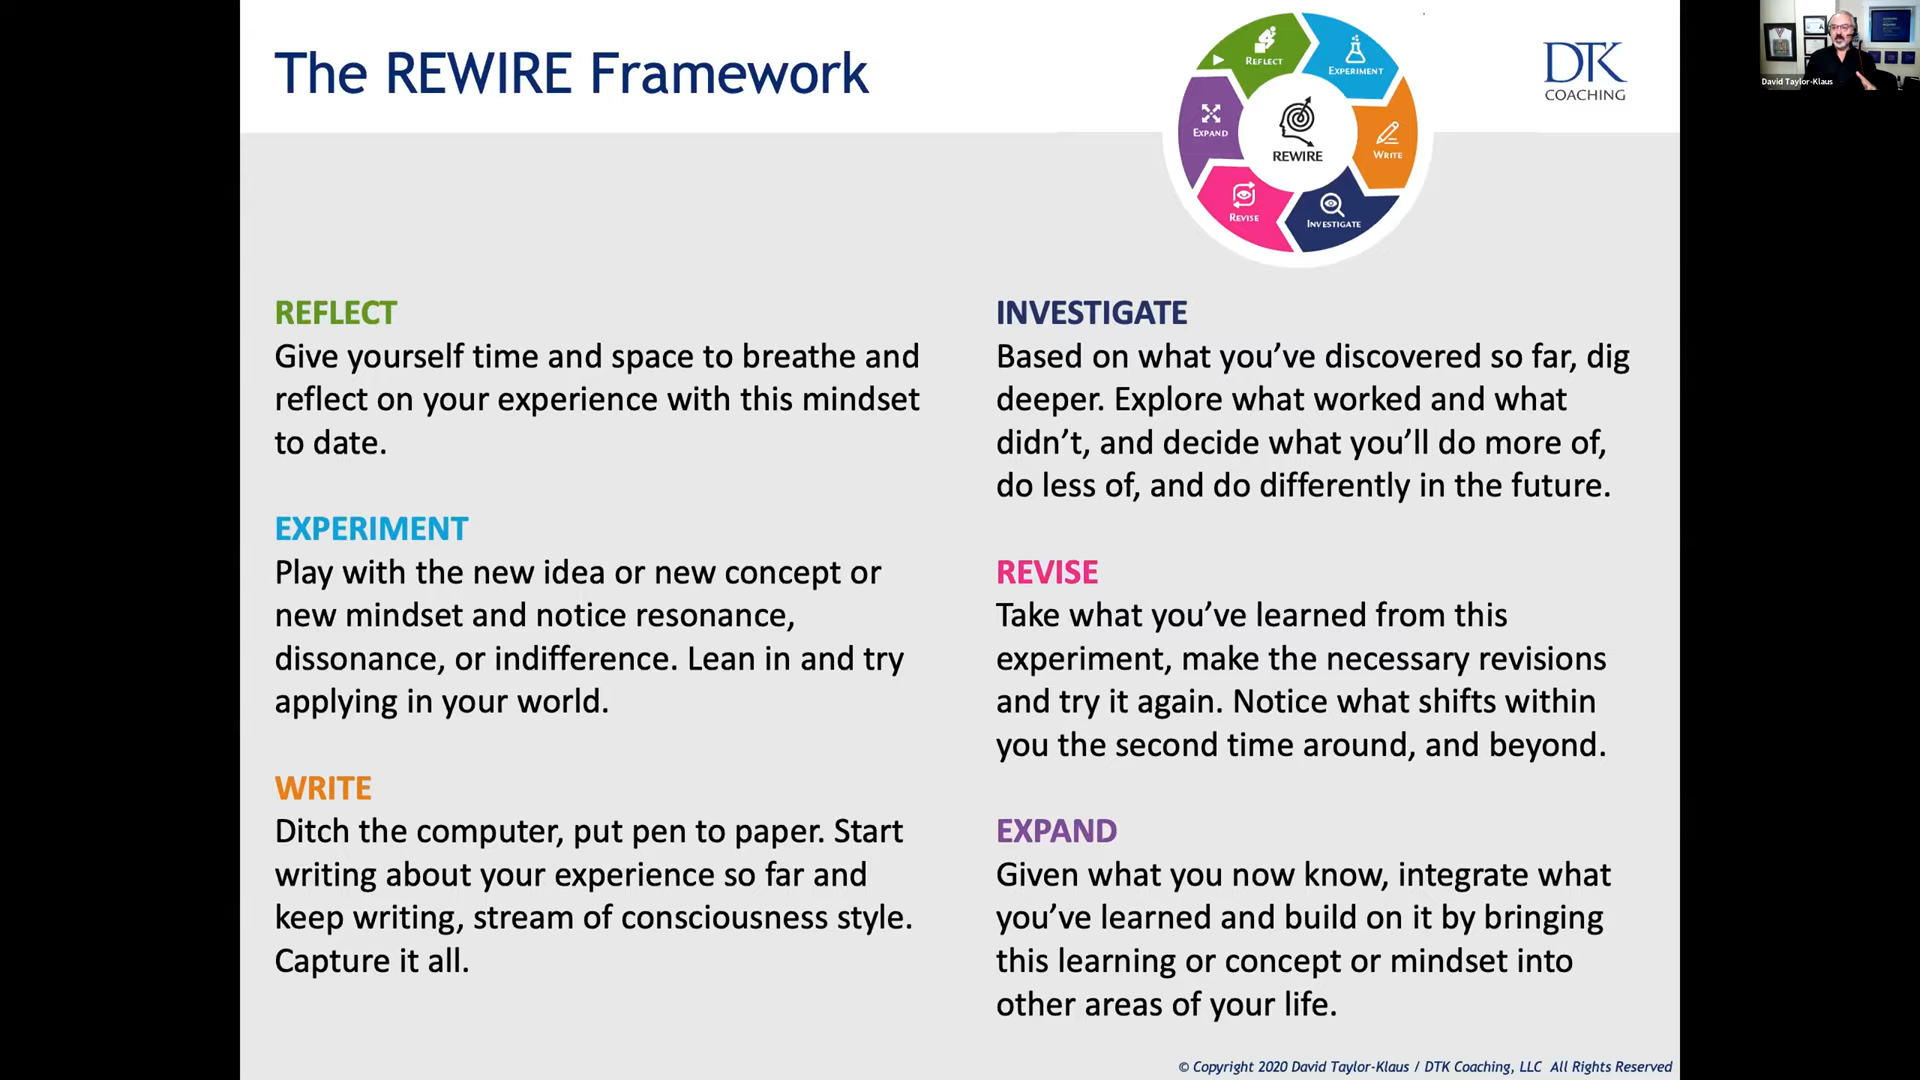 The REWIRE Framework
REFLECT
EXPERIMENT
EXPAND
WRITE
REWIRE
REVISE
INVESTIGATE
DTK
COACHING
David Taylor-Klaus
REFLECT
Give yourself time and space to breathe and
reflect on your experience with this mindset
to date.
EXPERIMENT
Play with the new idea or new concept or
new mindset and notice resonance,
dissonance, or indifference. Lean in and try
applying in your world.
WRITE
Ditch the computer, put pen to paper. Start
writing about your experience so far and
keep writing, stream of consciousness style.
Capture it all.
INVESTIGATE
Based on what you’ve discovered so far, dig
deeper. Explore what worked and what
didn’t, and decide what you’ll do more of,
do less of, and do differently in the future.
REVISE
Take what you’ve learned from this
experiment, make the necessary revisions
and try it again. Notice what shifts within
you the second time around, and beyond.
EXPAND
Given what you now know, integrate what
you’ve learned and build on it by bringing
this learning or concept or mindset into
other areas of your life.
© Copyright 2020 David Taylor-Klaus / DTK Coaching, LLC All Rights Reserved